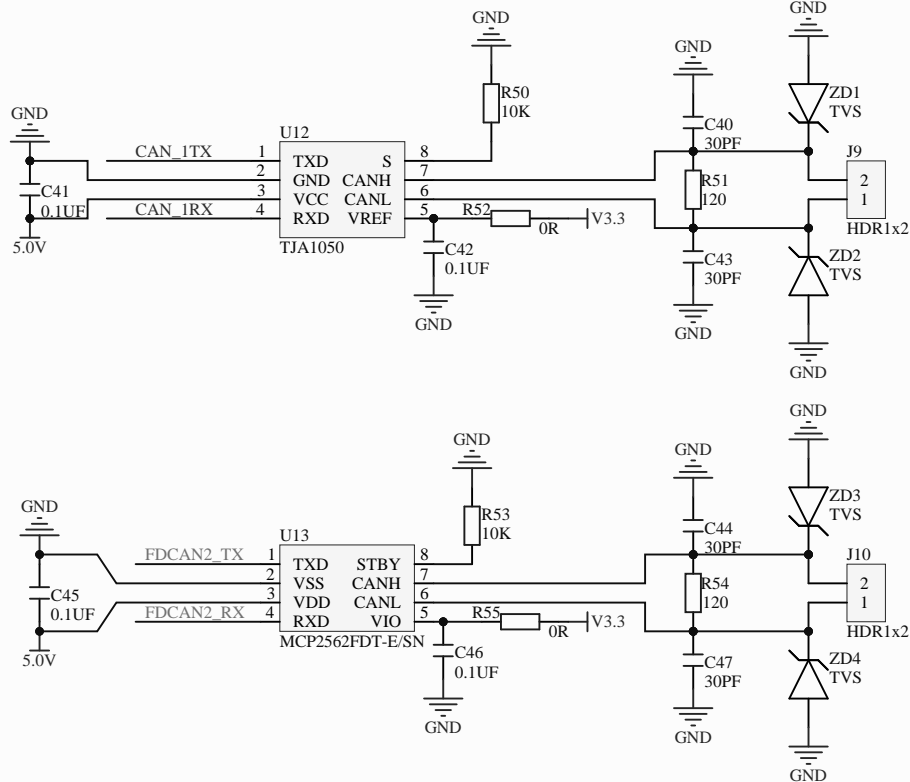 GND
GND
GND
ZD1
TVS
R50
10K
GND
U12
C40
30PF
CAN_1TX
1
TXD
S
8
2
GND
CANH
7
J9
2
1
HDR1x2
C41
0.1UF
3
VCC
CANL
6
R51
120
CAN_1RX
4
RXD
VREF
5
R52
0R
V3.3
5.0V
TJA1050
C42
0.1UF
C43
30PF
ZD2
TVS
GND
GND
GND
GND
GND
GND
ZD3
TVS
GND
R53
10K
U13
C44
30PF
FDCAN2_TX
1
TXD
STBY
8
2
VSS
CANH
7
J10
2
1
HDR1x2
C45
0.1UF
3
VDD
CANL
6
R54
120
FDCAN2_RX
4
RXD
VIO
5
R55
0R
V3.3
5.0V
MCP2562FDT-E/SN
C46
0.1UF
C47
30PF
ZD4
TVS
GND
GND
GND